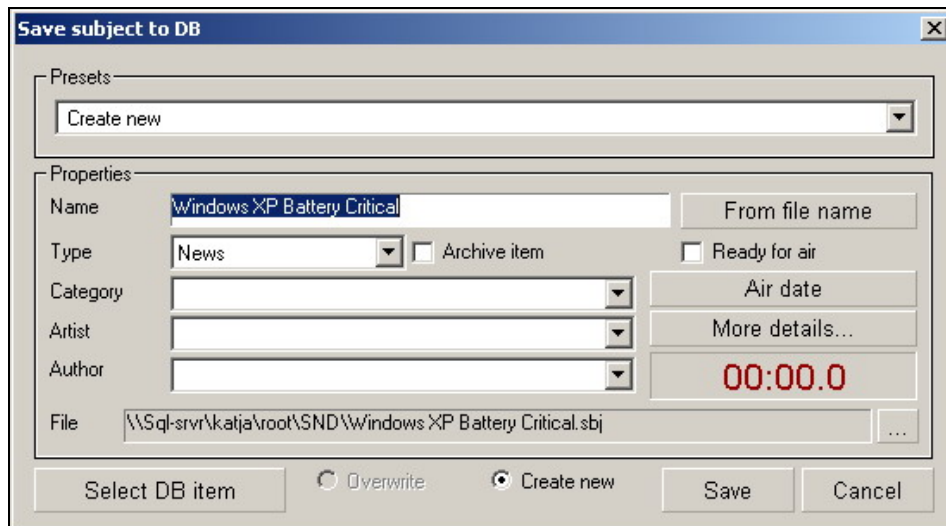 Save subject to DB
Presets
Create new
Properties
Name Windows XP Battery Critical From file name
Type News Archive item Ready for air
Category Air date
Artist More details...
Author 00:00.0
File \\Sql-srvr\katja\root\SND\Windows XP Battery Critical.sbj ...
Select DB item Overwrite Create new Save Cancel